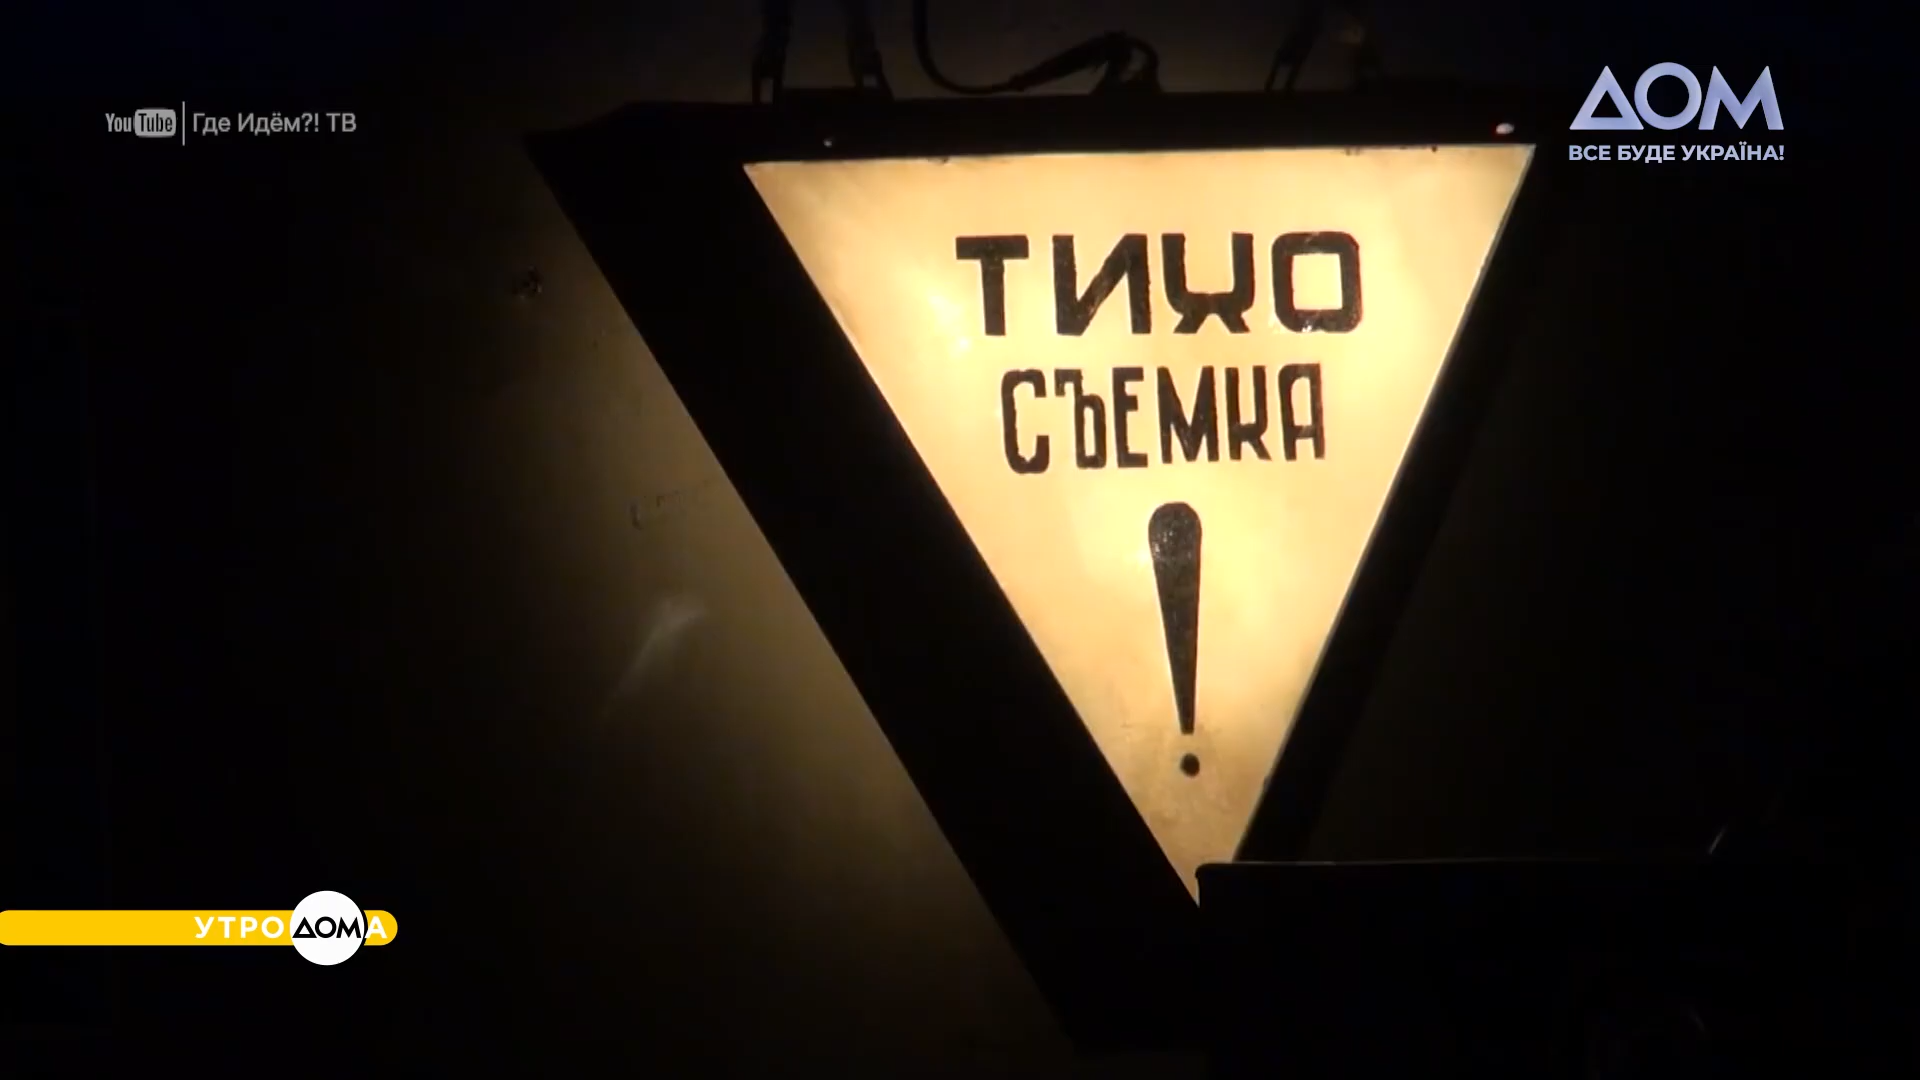 YouTube | Где Идём?! ТВ
ДОМ
ВСЕ БУДЕ УКРАЇНА!
ТИХО
СЪЕМКА
!
УТРО ДОМА